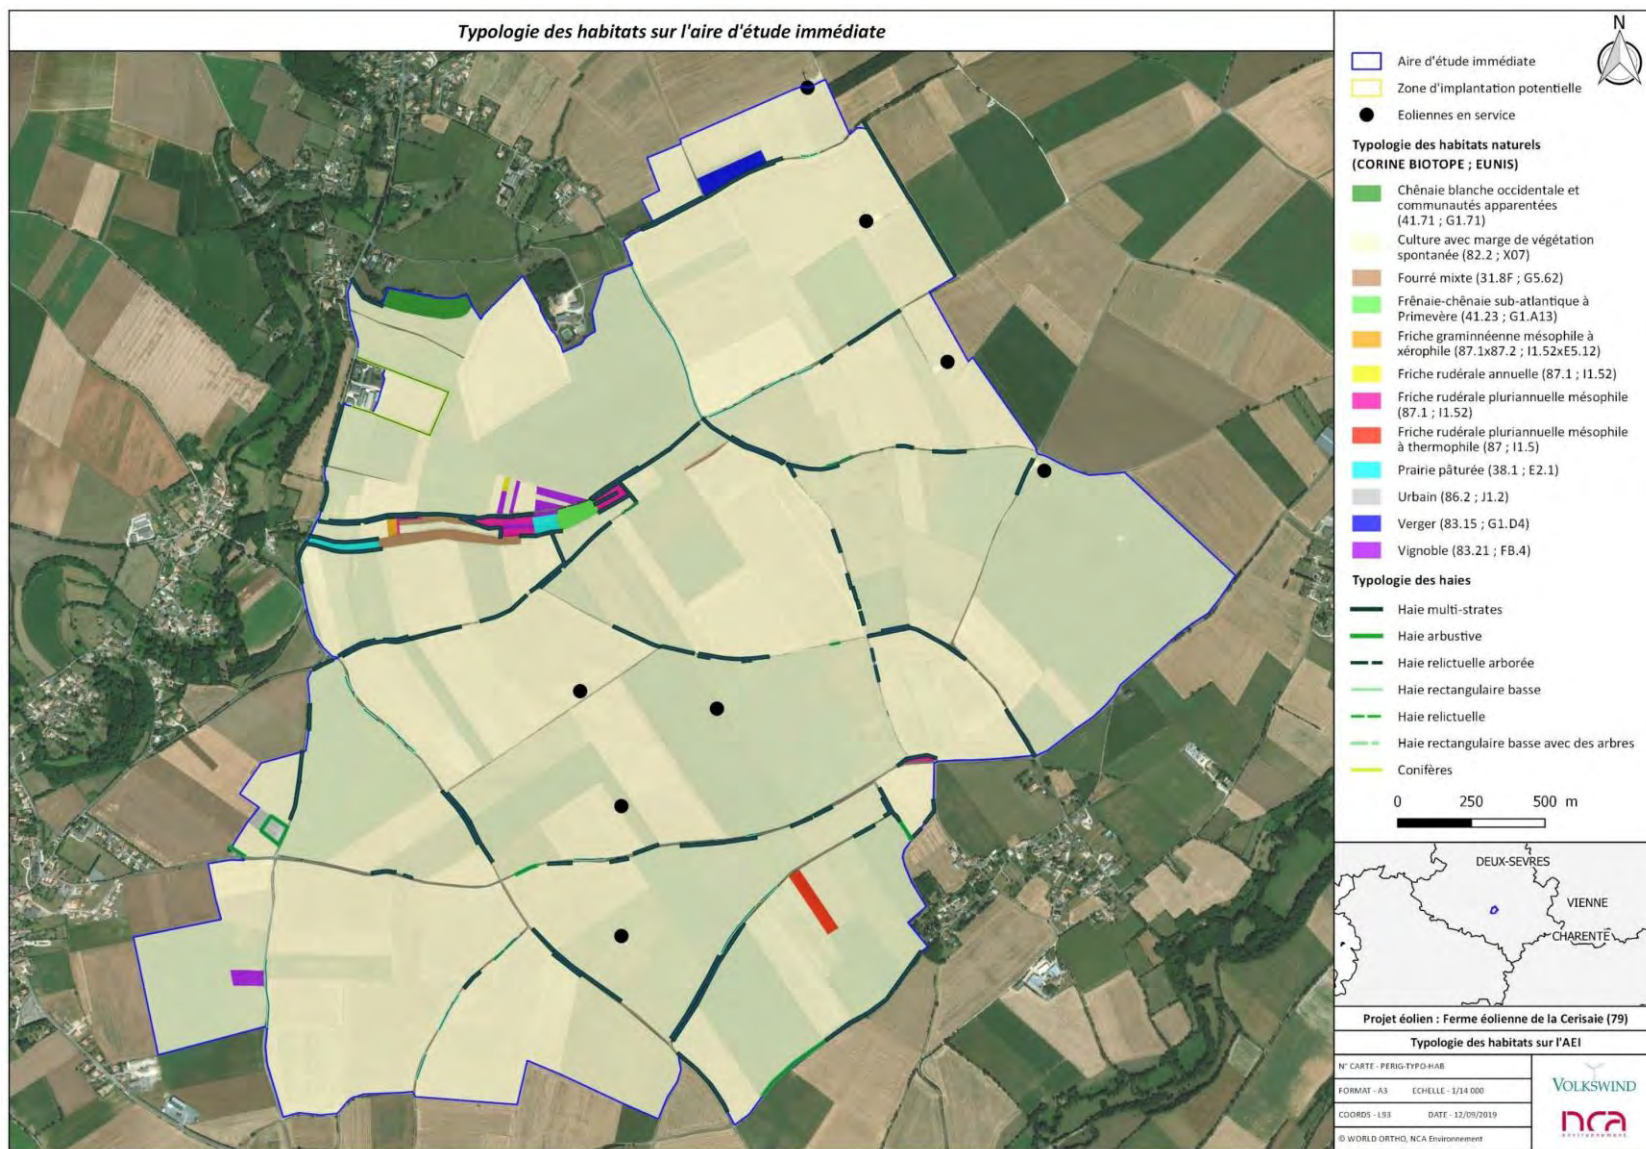 Typologie des habitats sur l'aire d'étude immédiate
N
Aire d'étude immédiate
Zone d'implantation potentielle
Eoliennes en service
Typologie des habitats naturels
(CORINE BIOTOPE ; EUNIS)
Chênaie blanche occidentale et
communautés apparentées
(41.71 ; G1.71)
Culture avec marge de végétation
spontanée (82.2 ; X07)
Fourré mixte (31.8F ; G5.62)
Frênaie-chênaie sub-atlantique à
Primevère (41.23 ; G1.A13)
Friche graminnéenne mésophile à
xérophile (87.1x87.2 ; I1.52xE5.12)
Friche rudérale annuelle (87.1 ; I1.52)
Friche rudérale pluriannuelle mésophile
(87.1 ; I1.52)
Friche rudérale pluriannuelle mésophile
à thermophile (87 ; I1.5)
Prairie pâturée (38.1 ; E2.1)
Urbain (86.2 ; J1.2)
Verger (83.15 ; G1.D4)
Vignoble (83.21 ; FB.4)
Typologie des haies
Haie multi-strates
Haie arbustive
Haie relictuelle arborée
Haie rectangulaire basse
Haie relictuelle
Haie rectangulaire basse avec des arbres
Conifères
0 250 500 m
DEUX-SEVRES
VIENNE
CHARENTE
Projet éolien : Ferme éolienne de la Cerisaie (79)
Typologie des habitats sur l'AEI
N° CARTE - PERIG-TYPO-HAB
FORMAT - A3 ECHELLE - 1/14 000
COORDS - L93 DATE - 12/09/2019
© WORLD ORTHO, NCA Environnement
VOLKSWIND
nca
environnement